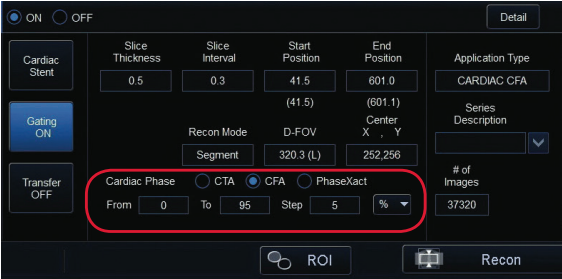 ON OFF Detail
Cardiac Stent
Slice Thickness Slice Interval Start Position End Position Application Type
0.5 0.3 41.5 601.0 CARDIAC CFA
(41.5) (601.1)
Gating ON
Series Description
Recon Mode D-FOV Center X , Y
Segment 320.3 (L) 252,256
Transfer OFF
Cardiac Phase CTA CFA PhaseXact
# of Images
From 0 To 95 Step 5 % 37320
ROI Recon